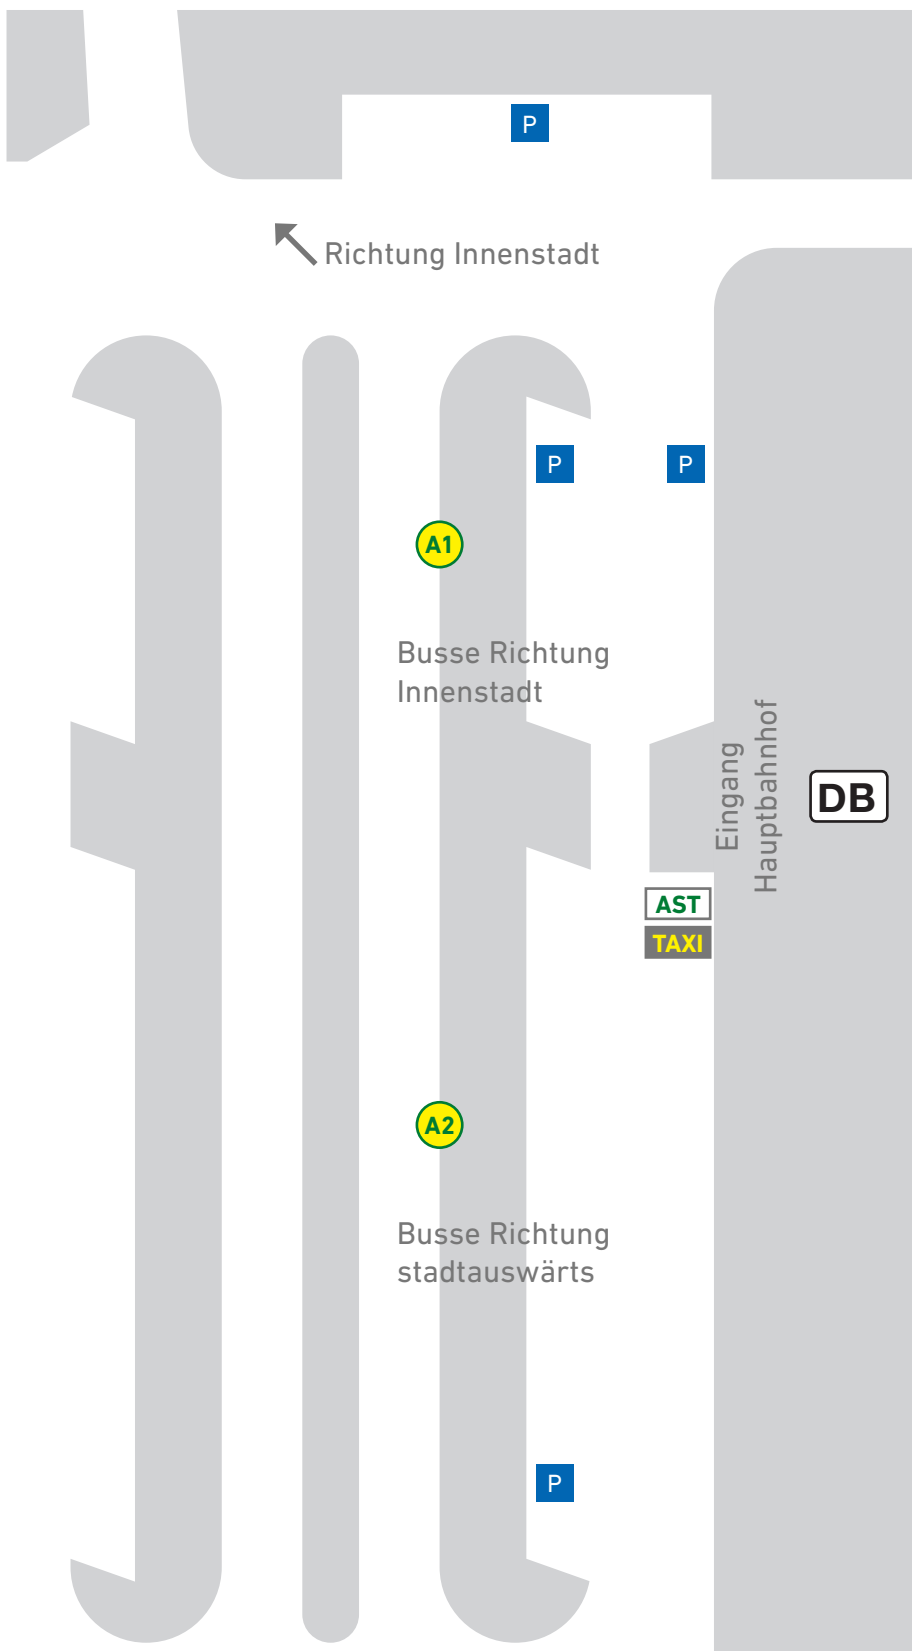 P
Richtung Innenstadt
P
P
A1
Busse Richtung
Innenstadt
Eingang
Hauptbahnhof
DB
AST
TAXI
A2
Busse Richtung
stadtauswärts
P